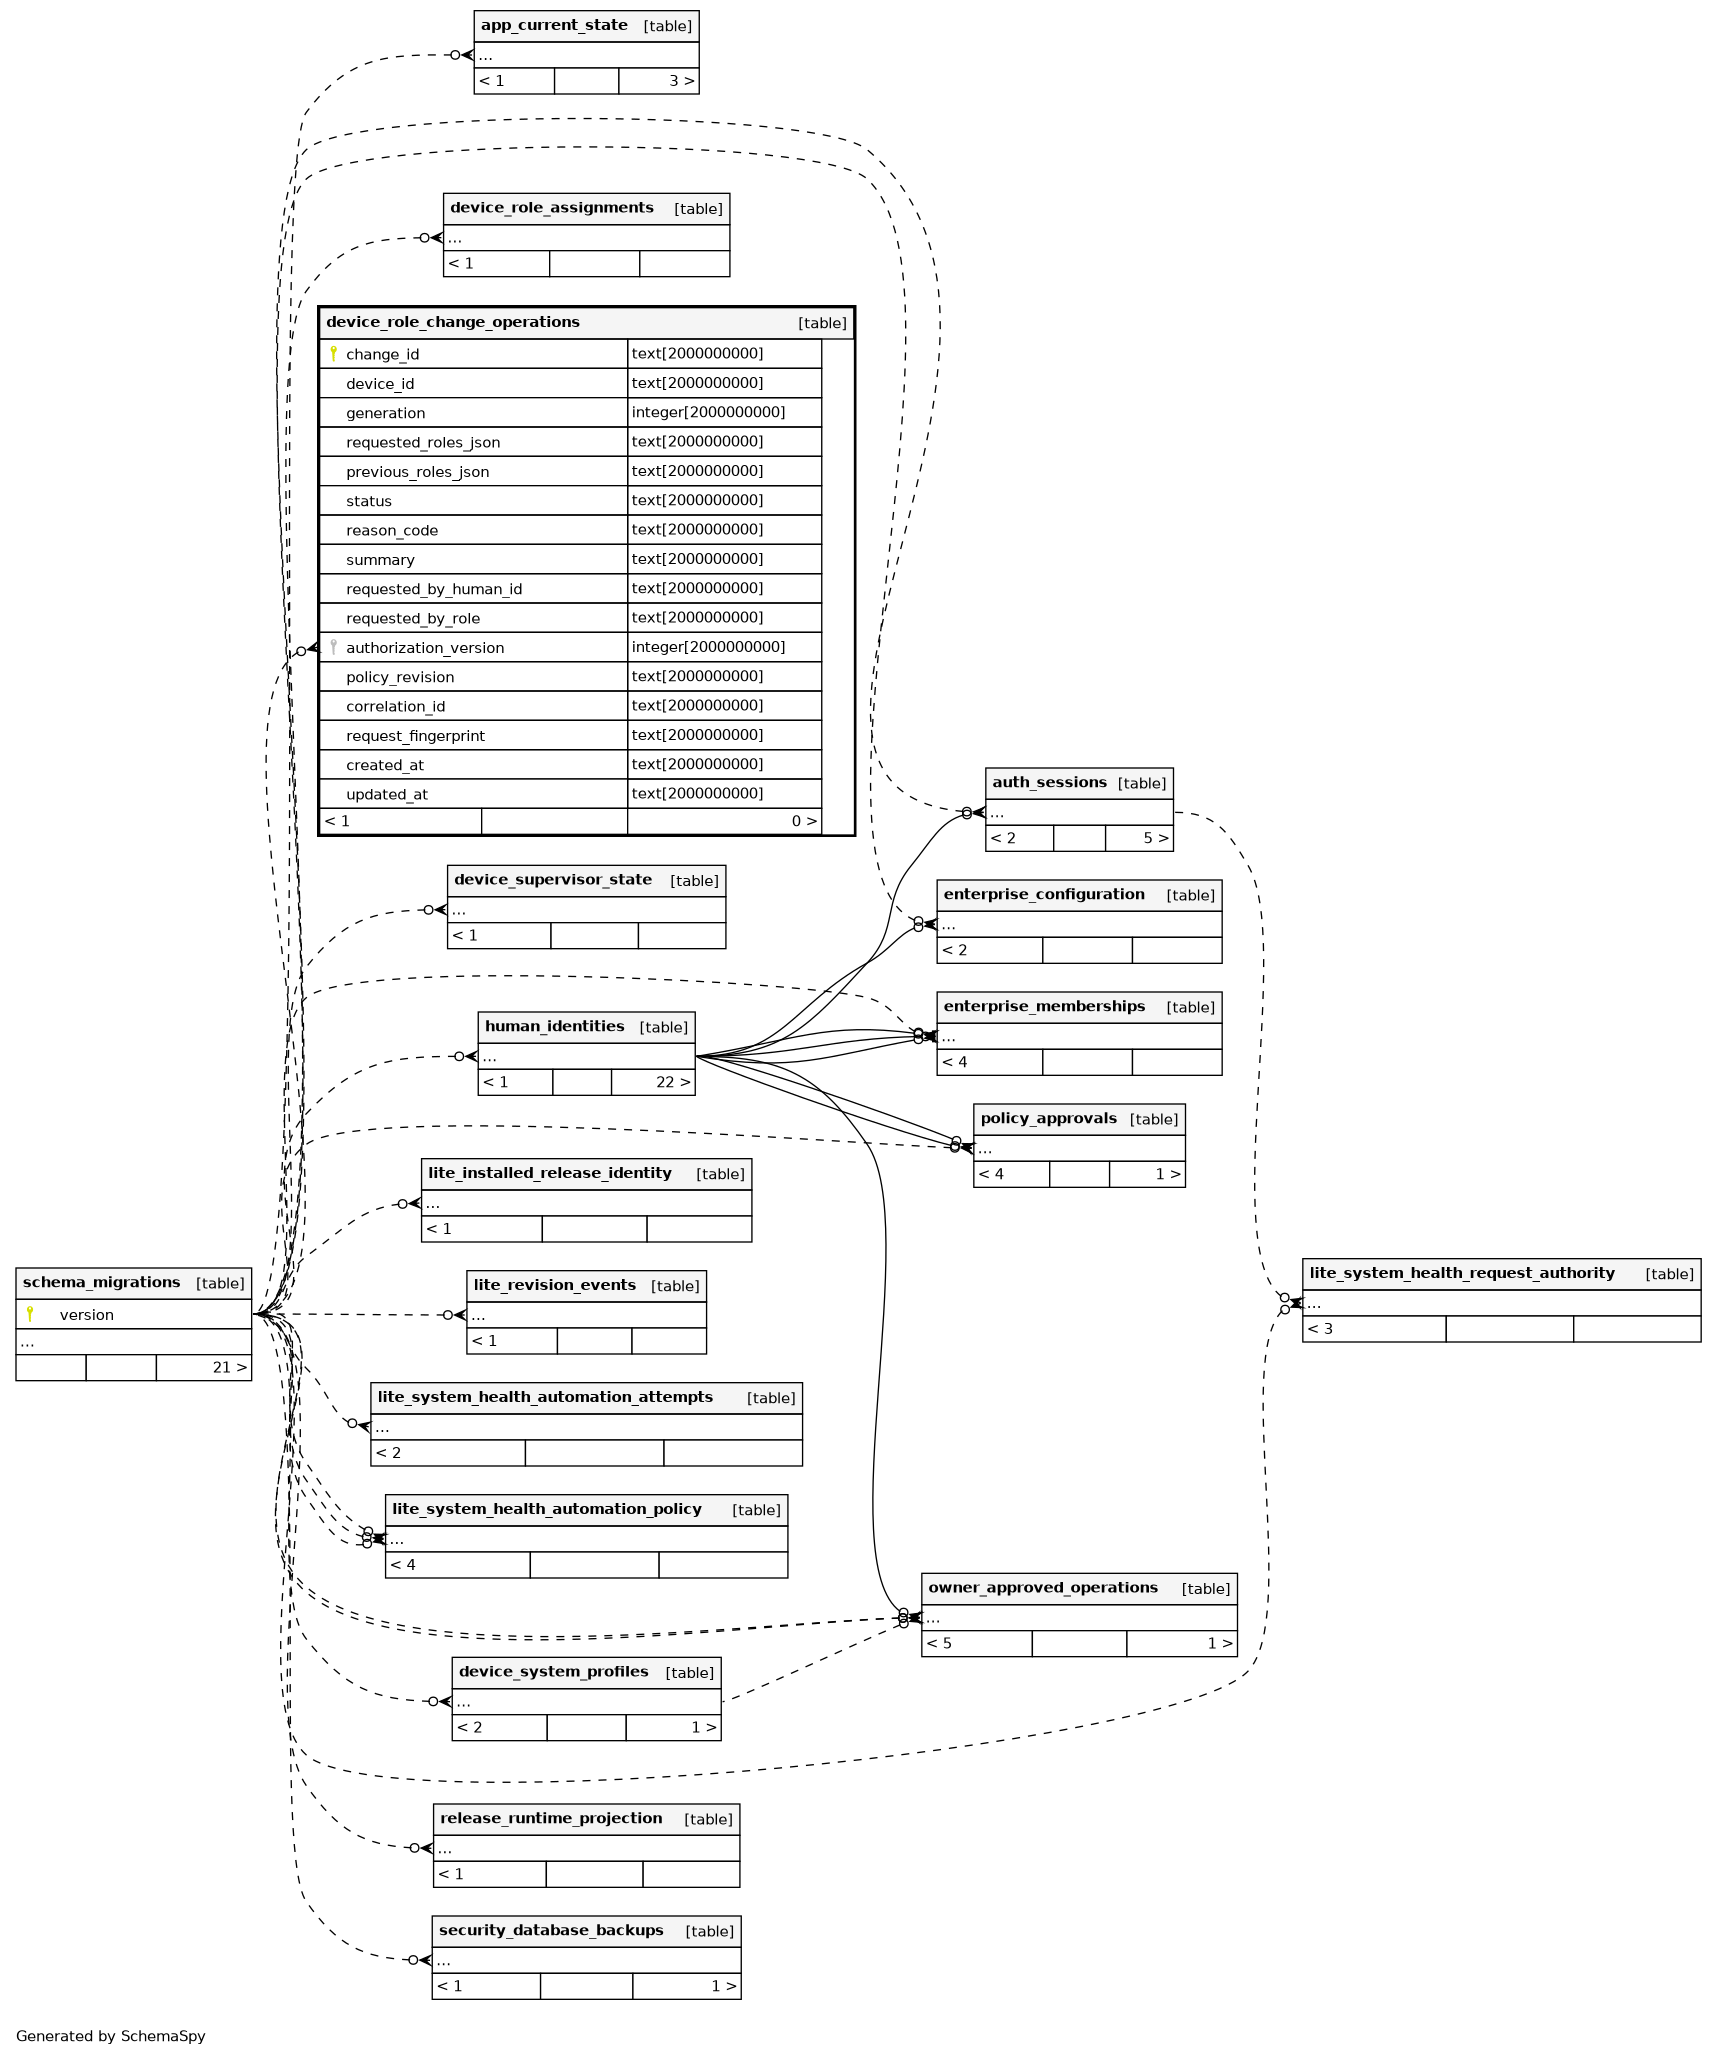 app_current_state [table]
...
< 1 3 >
device_role_assignments [table]
...
< 1
device_role_change_operations [table]
change_id text[2000000000]
device_id text[2000000000]
generation integer[2000000000]
requested_roles_json text[2000000000]
previous_roles_json text[2000000000]
status text[2000000000]
reason_code text[2000000000]
summary text[2000000000]
requested_by_human_id text[2000000000]
requested_by_role text[2000000000]
authorization_version integer[2000000000]
policy_revision text[2000000000]
correlation_id text[2000000000]
request_fingerprint text[2000000000]
created_at text[2000000000]
updated_at text[2000000000]
< 1 0 >
auth_sessions [table]
...
< 2 5 >
device_supervisor_state [table]
...
< 1
enterprise_configuration [table]
...
< 2
enterprise_memberships [table]
...
< 4
human_identities [table]
...
< 1 22 >
policy_approvals [table]
...
< 4 1 >
lite_installed_release_identity [table]
...
< 1
schema_migrations [table]
version
...
21 >
lite_revision_events [table]
...
< 1
lite_system_health_request_authority [table]
...
< 3
lite_system_health_automation_attempts [table]
...
< 2
lite_system_health_automation_policy [table]
...
< 4
owner_approved_operations [table]
...
< 5 1 >
device_system_profiles [table]
...
< 2 1 >
release_runtime_projection [table]
...
< 1
security_database_backups [table]
...
< 1 1 >
Generated by SchemaSpy